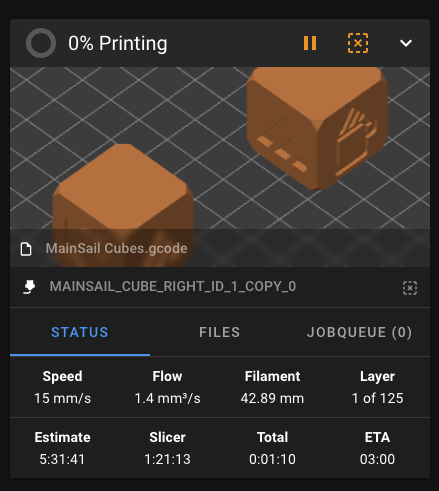 0% Printing
MainSail Cubes.gcode
MAINSAIL_CUBE_RIGHT_ID_1_COPY_0
STATUS FILES JOBQUEUE (0)
Speed Flow Filament Layer
15 mm/s 1.4 mm³/s 42.89 mm 1 of 125
Estimate Slicer Total ETA
5:31:41 1:21:13 0:01:10 03:00